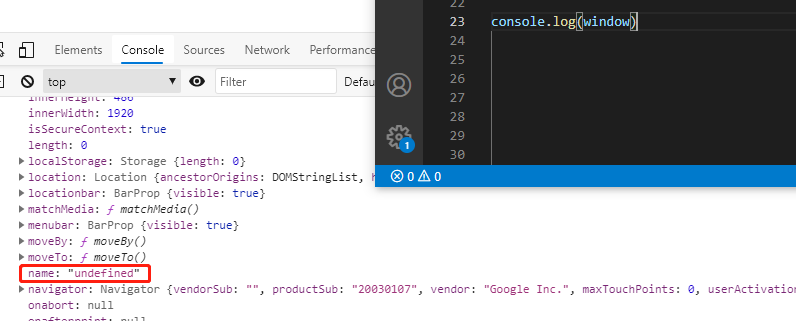 Elements Console Sources Network Performance
top Filter Defau
innerHeight: 486
innerWidth: 1920
isSecureContext: true
length: 0
localStorage: Storage {length: 0}
location: Location {ancestorOrigins: DOMStringList, h
locationbar: BarProp {visible: true}
matchMedia: ƒ matchMedia()
menubar: BarProp {visible: true}
moveBy: ƒ moveBy()
moveTo: ƒ moveTo()
name: "undefined"
navigator: Navigator {vendorSub: "", productSub: "20030107", vendor: "Google Inc.", maxTouchPoints: 0, userActivation
onabort: null
onafterprint: null
22
23 console.log(window)
24
25
26
27
28
29
30
1
0 0